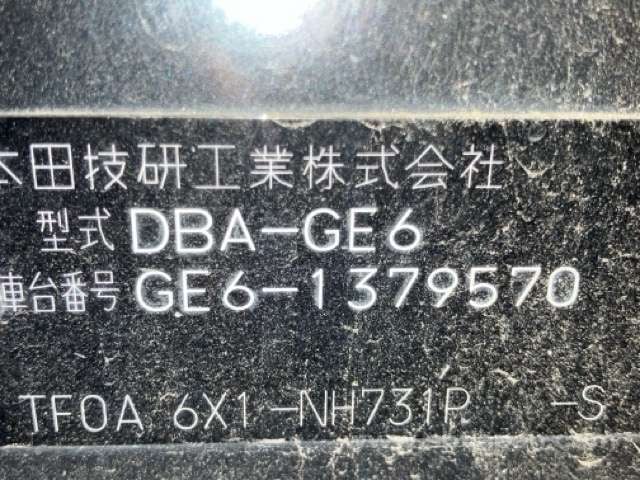 本田技研工業株式会社
型式 DBA-GE6
車台番号 GE6-1379570
TF0A 6X1 -NH731P -S